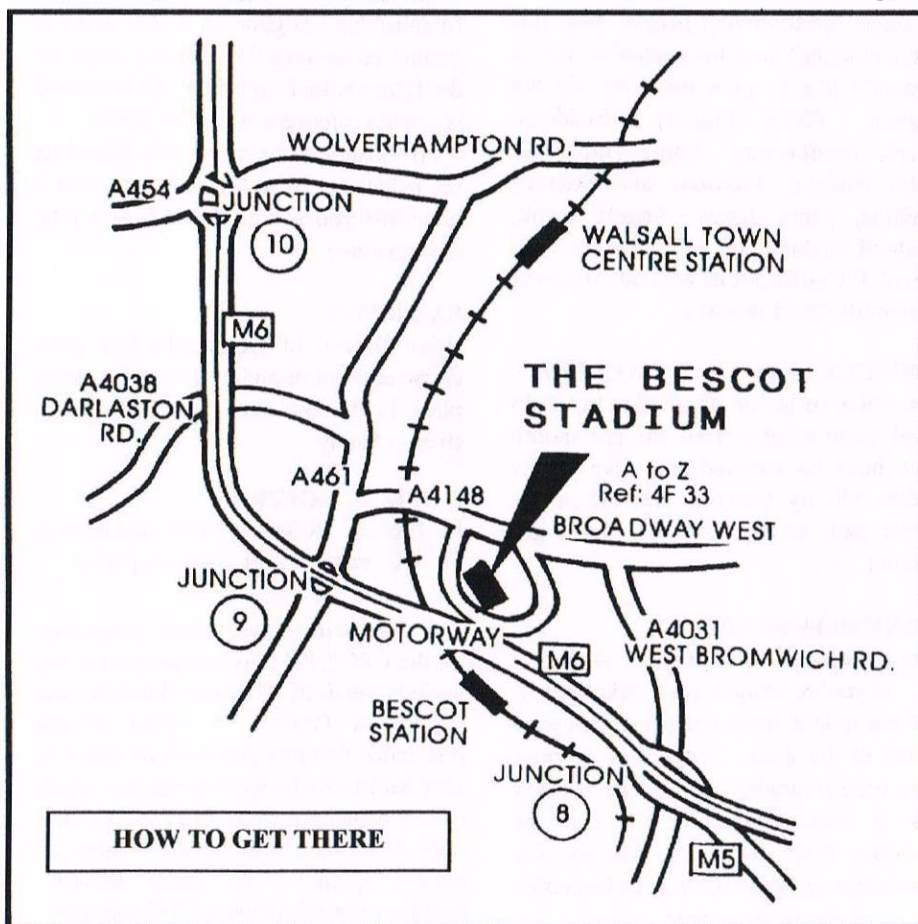 WOLVERHAMPTON RD.
A454
JUNCTION
10
WALSALL TOWN
CENTRE STATION
M6
A4038
DARLASTON
RD.
THE BESCOT
STADIUM
A461
A4148
A to Z
Ref: 4F 33
BROADWAY WEST
JUNCTION
9
MOTORWAY
A4031
WEST BROMWICH RD.
M6
BESCOT
STATION
JUNCTION
8
M5
HOW TO GET THERE